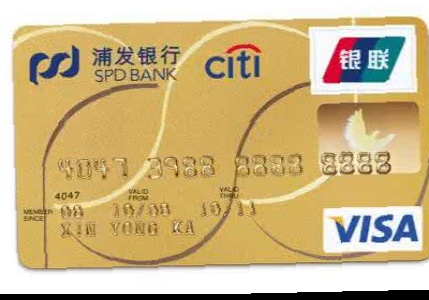 浦发银行
SPD BANK
citi
银联
4047 3988 8888 8888
4047
VALID FROM
VALID THRU
MEMBER SINCE
08 10/08 10/11
XIN YONG KA
VISA